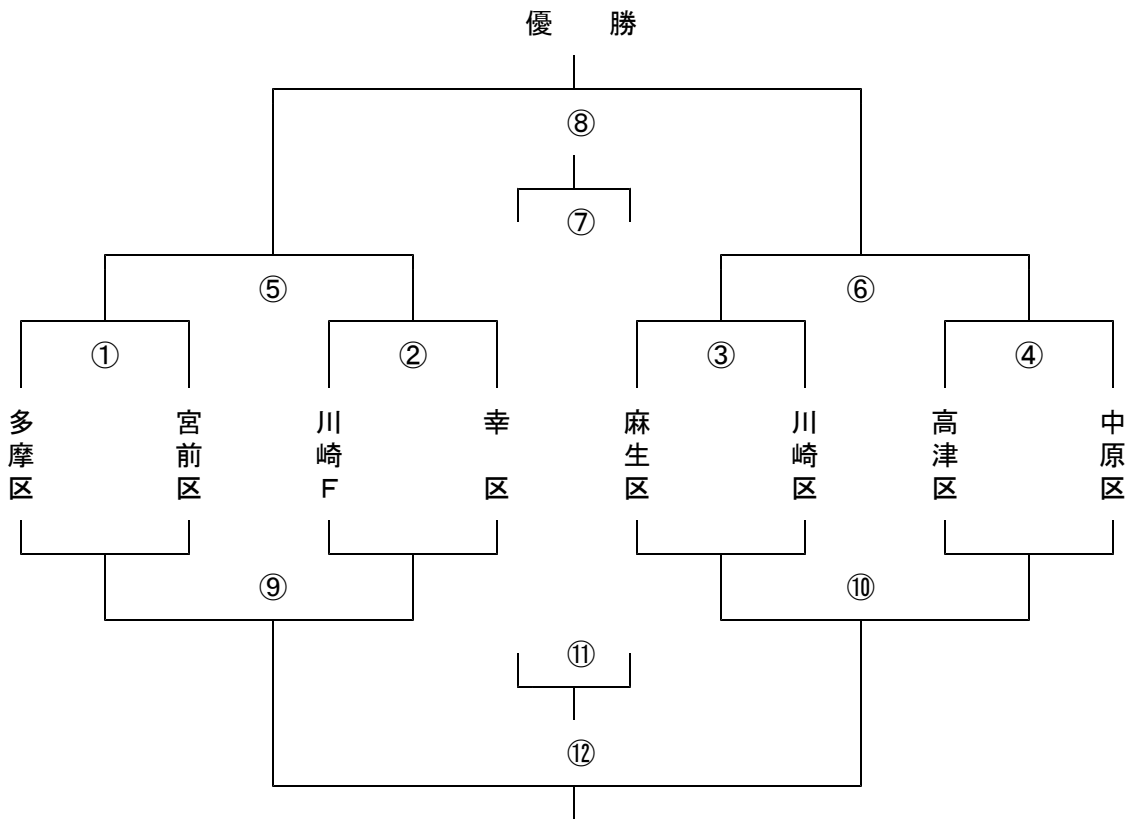 優 勝
⑧
⑦
⑤ ⑥
① ② ③ ④
多摩区
宮前区
川崎F
幸 区
麻生区
川崎区
高津区
中原区
⑨ ⑩
⑪
⑫